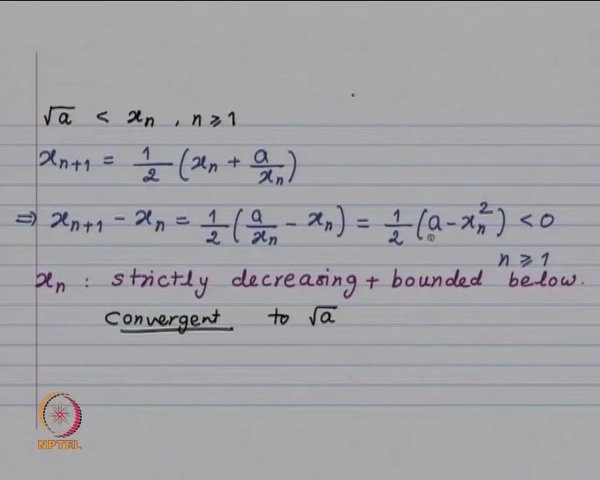 √a < xₙ , n ≥ 1
xₙ₊₁ = 1/2 (xₙ + a/xₙ)
⇒ xₙ₊₁ - xₙ = 1/2 (a/xₙ - xₙ) = 1/2 (a - xₙ²) < 0
n ≥ 1
xₙ : strictly decreasing + bounded below.
Convergent to √a
NPTEL